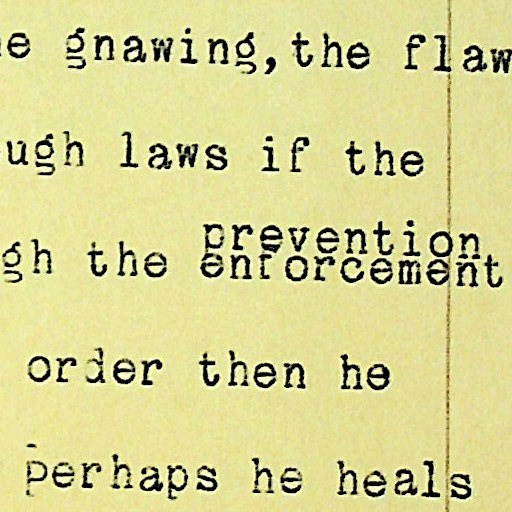 e gnawing,the flaw
ugh laws if the
prevention
gh the enforcement
order then he
perhaps he heals